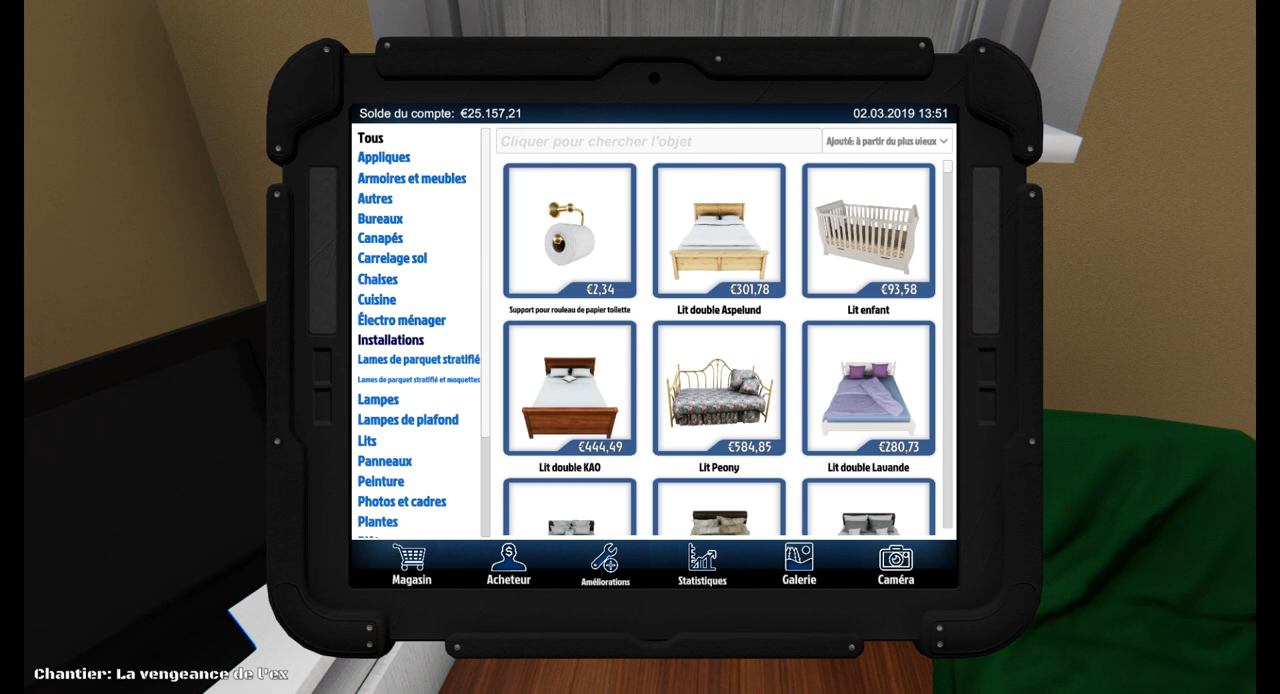 Solde du compte: €25.157,21
02.03.2019 13:51
Tous
Appliques
Armoires et meubles
Autres
Bureaux
Canapés
Carrelage sol
Chaises
Cuisine
Électro ménager
Installations
Lames de parquet stratifié
Lames de parquet stratifié et moquettes
Lampes
Lampes de plafond
Lits
Panneaux
Peinture
Photos et cadres
Plantes
Cliquer pour chercher l'objet
Ajouté: à partir du plus vieux
€2,34
€301,78
€93,58
Support pour rouleau de papier toilette
Lit double Aspelund
Lit enfant
€444,49
€584,85
€280,73
Lit double KAO
Lit Peony
Lit double Lavande
Magasin
Acheteur
Améliorations
Statistiques
Galerie
Caméra
Chantier: La vengeance de l'ex